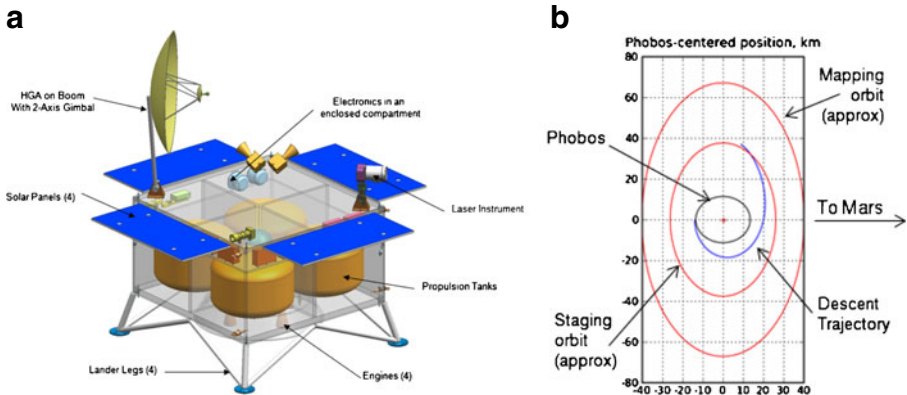 a
HGA on Boom
With 2-Axis Gimbal
Electronics in an
enclosed compartment
Solar Panels (4)
Laser Instrument
Propulsion Tanks
Lander Legs (4)
Engines (4)
b
Phobos-centered position, km
80
60
40
20
0
-20
-40
-60
-80
-40 -30 -20 -10 0 10 20 30 40
Mapping
orbit
(approx)
Phobos
To Mars
Staging
orbit
(approx)
Descent
Trajectory